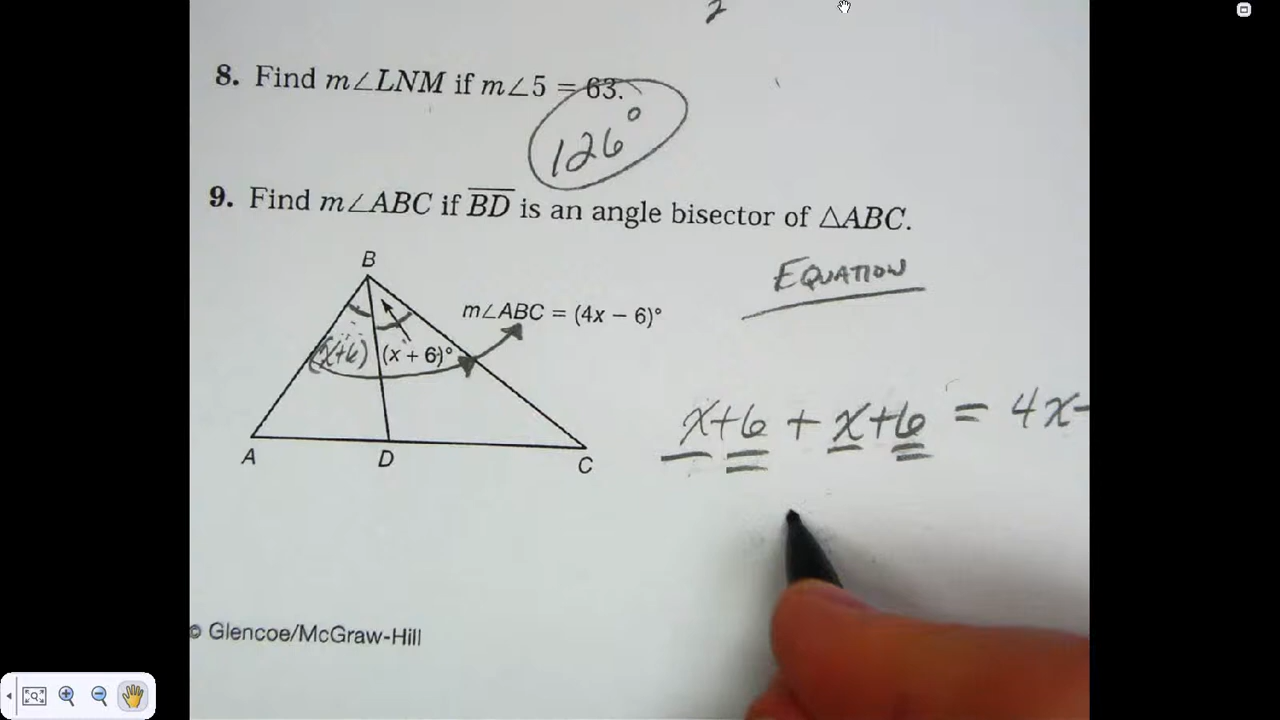 2
8. Find m∠LNM if m∠5 = 63.
126°
9. Find m∠ABC if BD is an angle bisector of △ABC.
EQUATION
B
m∠ABC = (4x − 6)°
(x+6) (x + 6)°
x+6 + x+6 = 4x-
A D C
© Glencoe/McGraw-Hill